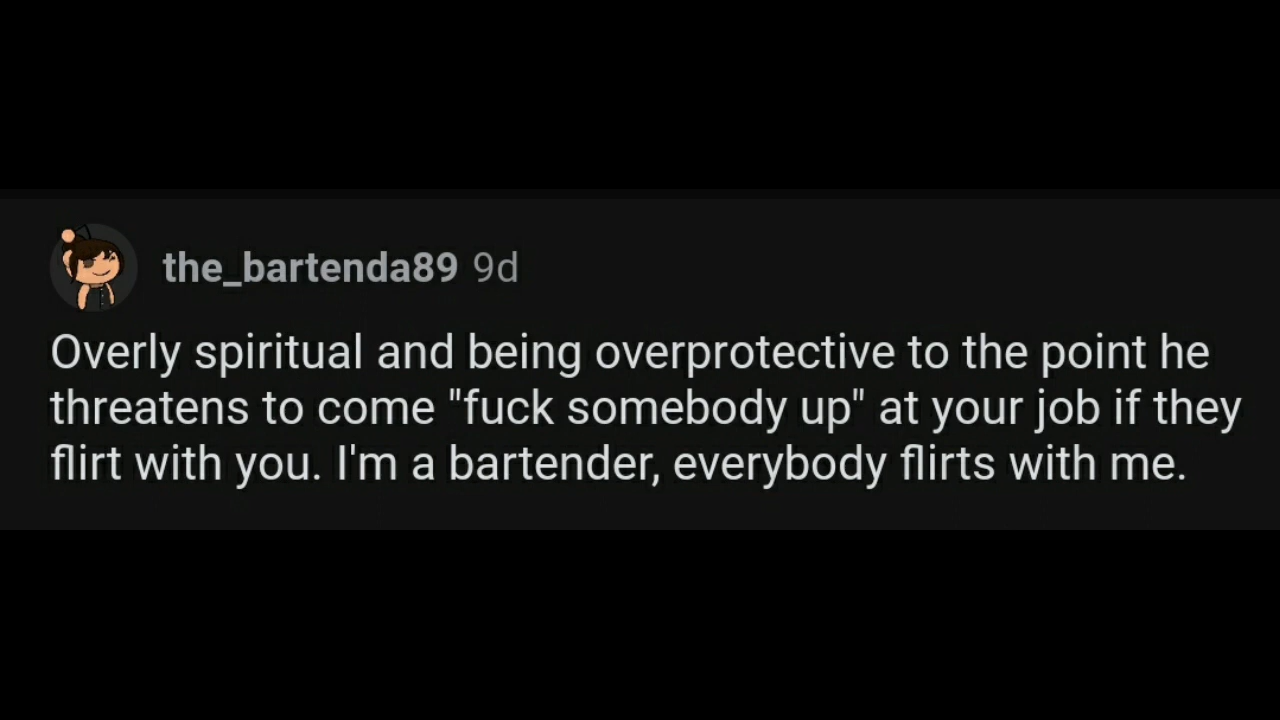 the_bartenda89 9d
Overly spiritual and being overprotective to the point he
threatens to come "fuck somebody up" at your job if they
flirt with you. I'm a bartender, everybody flirts with me.